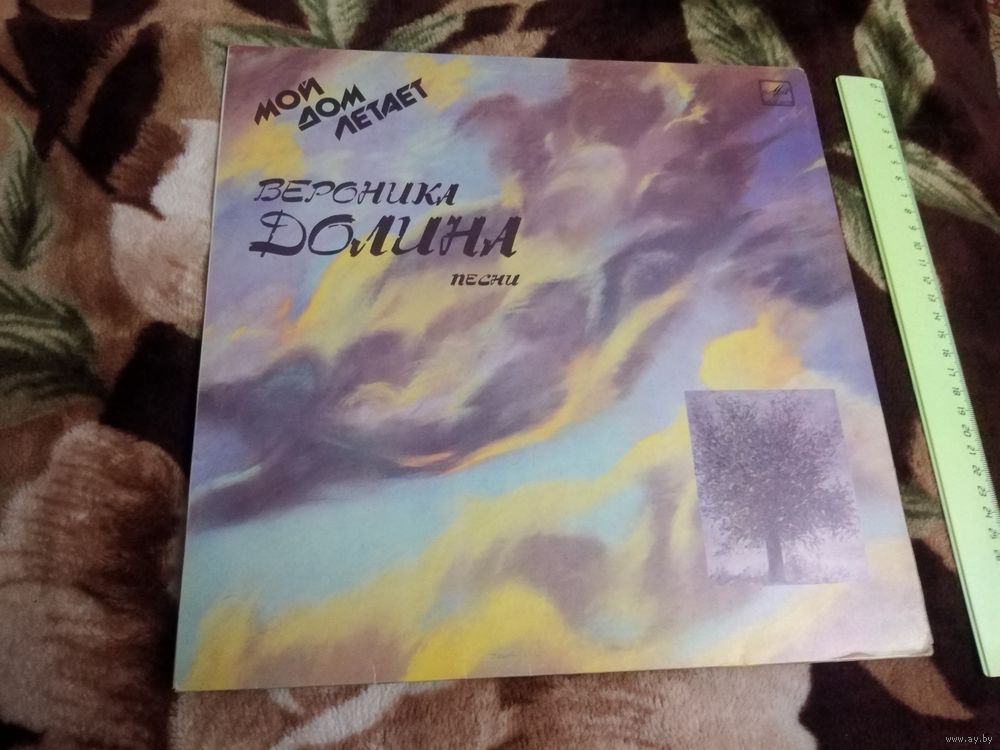 МОЙ
ДОМ
ЛЕТАЕТ
ВЕРОНИКА
ДОЛИНА
ПЕСНИ
www.ay.by